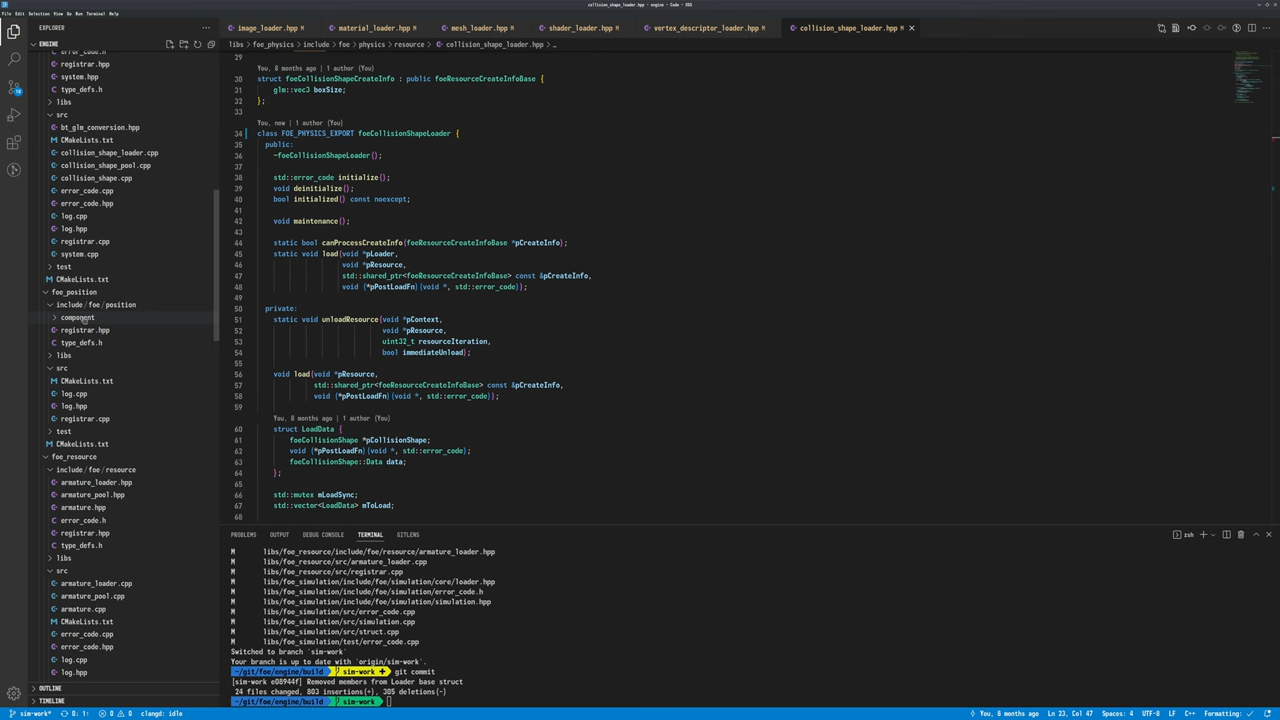 collision_shape_loader.hpp - engine - Code - OSS
File Edit Selection View Go Run Terminal Help
EXPLORER
image_loader.hpp M
material_loader.hpp M
mesh_loader.hpp M
shader_loader.hpp M
vertex_descriptor_loader.hpp M
collision_shape_loader.hpp M
ENGINE
libs › foe_physics › include › foe › physics › resource › collision_shape_loader.hpp › …
error_code.h
registrar.hpp
system.hpp
type_defs.h
libs
src
bt_glm_conversion.hpp
CMakeLists.txt
collision_shape_loader.cpp
collision_shape_pool.cpp
collision_shape.cpp
error_code.cpp
error_code.hpp
log.cpp
log.hpp
registrar.cpp
system.cpp
test
CMakeLists.txt
foe_position
include / foe / position
component
registrar.hpp
type_defs.h
libs
src
CMakeLists.txt
log.cpp
log.hpp
registrar.cpp
test
CMakeLists.txt
foe_resource
include / foe / resource
armature_loader.hpp
armature_pool.hpp
armature.hpp
error_code.h
registrar.hpp
type_defs.h
libs
src
armature_loader.cpp
armature_pool.cpp
armature.cpp
CMakeLists.txt
error_code.cpp
error_code.hpp
log.cpp
log.hpp
OUTLINE
TIMELINE
29
You, 8 months ago | 1 author (You)
30 struct foeCollisionShapeCreateInfo : public foeResourceCreateInfoBase {
31 glm::vec3 boxSize;
32 };
33
You, now | 1 author (You)
34 class FOE_PHYSICS_EXPORT foeCollisionShapeLoader {
35 public:
36 ~foeCollisionShapeLoader();
37
38 std::error_code initialize();
39 void deinitialize();
40 bool initialized() const noexcept;
41
42 void maintenance();
43
44 static bool canProcessCreateInfo(foeResourceCreateInfoBase *pCreateInfo);
45 static void load(void *pLoader,
46 void *pResource,
47 std::shared_ptr<foeResourceCreateInfoBase> const &pCreateInfo,
48 void (*pPostLoadFn)(void *, std::error_code));
49
50 private:
51 static void unloadResource(void *pContext,
52 void *pResource,
53 uint32_t resourceIteration,
54 bool immediateUnload);
55
56 void load(void *pResource,
57 std::shared_ptr<foeResourceCreateInfoBase> const &pCreateInfo,
58 void (*pPostLoadFn)(void *, std::error_code));
59
You, 8 months ago | 1 author (You)
60 struct LoadData {
61 foeCollisionShape *pCollisionShape;
62 void (*pPostLoadFn)(void *, std::error_code);
63 foeCollisionShape::Data data;
64 };
65
66 std::mutex mLoadSync;
67 std::vector<LoadData> mToLoad;
68
PROBLEMS OUTPUT DEBUG CONSOLE TERMINAL GITLENS
zsh
M libs/foe_resource/include/foe/resource/armature_loader.hpp
M libs/foe_resource/src/armature_loader.cpp
M libs/foe_resource/src/registrar.cpp
M libs/foe_simulation/include/foe/simulation/core/loader.hpp
M libs/foe_simulation/include/foe/simulation/error_code.h
M libs/foe_simulation/include/foe/simulation/simulation.hpp
M libs/foe_simulation/src/error_code.cpp
M libs/foe_simulation/src/simulation.cpp
M libs/foe_simulation/src/struct.cpp
M libs/foe_simulation/test/error_code.cpp
Switched to branch 'sim-work'
Your branch is up to date with 'origin/sim-work'.
~/git/foe/engine/build sim-work + git commit
[sim-work e08944f] Removed members from Loader base struct
24 files changed, 803 insertions(+), 305 deletions(-)
~/git/foe/engine/build sim-work
sim-work* 0↓ 1↑ 0 0 clangd: idle
You, 8 months ago Ln 23, Col 47 Spaces: 4 UTF-8 LF C++ Formatting: ✓